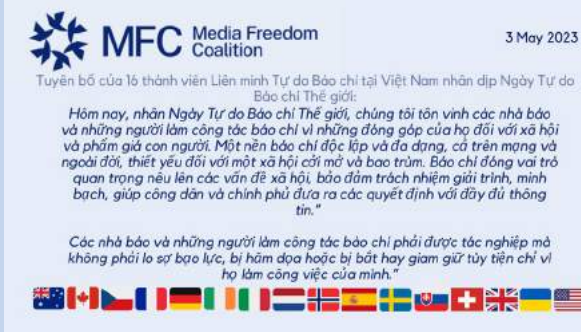 MFC Media Freedom
Coalition
3 May 2023
Tuyên bố của 16 thành viên Liên minh Tự do Báo chí tại Việt Nam nhân dịp Ngày Tự do
Báo chí Thế giới:
Hôm nay, nhân Ngày Tự do Báo chí Thế giới, chúng tôi tôn vinh các nhà báo
và những người làm công tác báo chí vì những đóng góp của họ đối với xã hội
và phẩm giá con người. Một nền báo chí độc lập và đa dạng, cả trên mạng và
ngoài đời, thiết yếu đối với một xã hội cởi mở và bao trùm. Báo chí đóng vai trò
quan trọng nêu lên các vấn đề xã hội, bảo đảm trách nhiệm giải trình, minh
bạch, giúp công dân và chính phủ đưa ra các quyết định với đầy đủ thông
tin."
Các nhà báo và những người làm công tác báo chí phải được tác nghiệp mà
không phải lo sợ bạo lực, bị hăm dọa hoặc bị bắt hay giam giữ tùy tiện chỉ vì
họ làm công việc của mình."